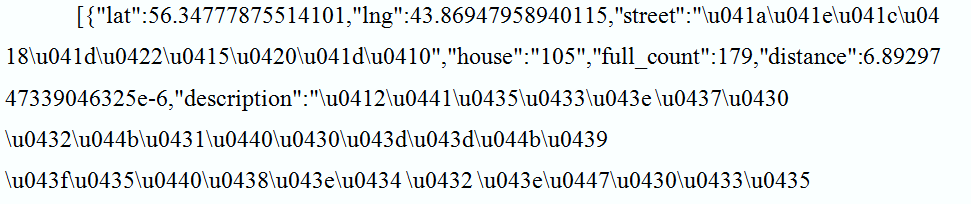 [{"lat":56.34777875514101,"lng":43.86947958940115,"street":"\u041a\u041e\u041c\u04
18\u041d\u0422\u0415\u0420\u041d\u0410","house":"105","full_count":179,"distance":6.89297
47339046325e-6,"description":"\u0412\u0441\u0435\u0433\u043e \u0437\u0430
\u0432\u044b\u0431\u0440\u0430\u043d\u043d\u044b\u0439
\u043f\u0435\u0440\u0438\u043e\u0434 \u0432 \u043e\u0447\u0430\u0433\u0435